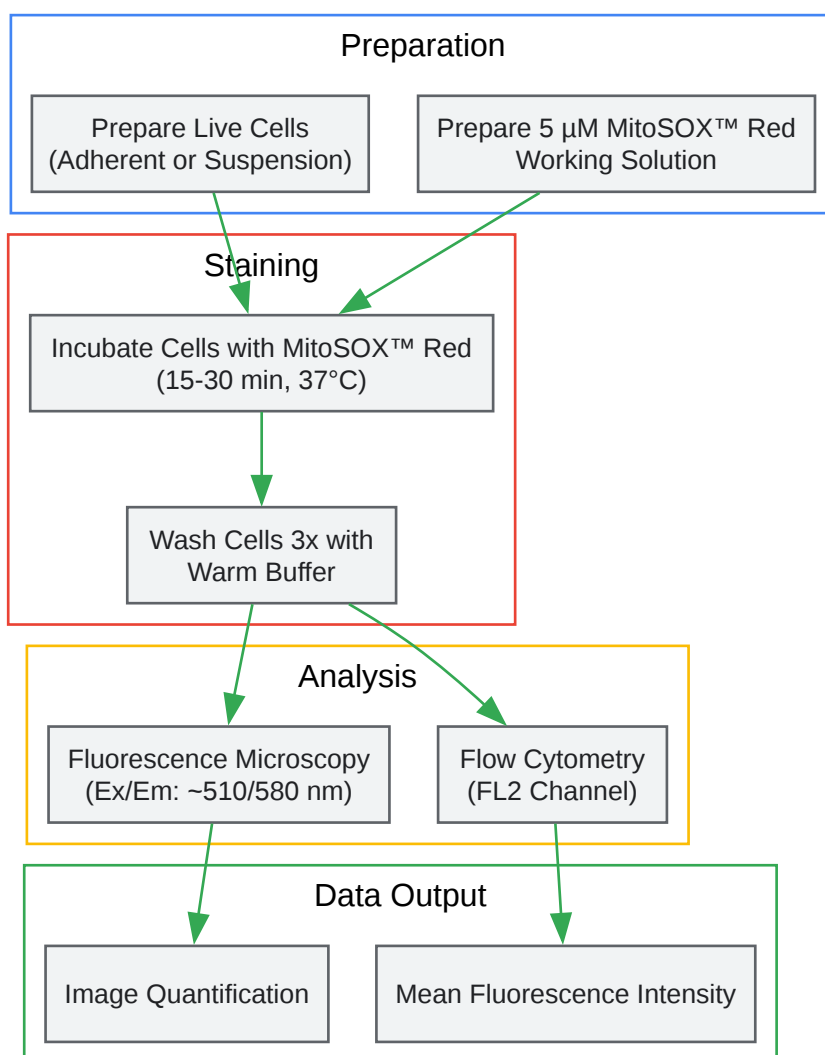 Preparation
Prepare Live Cells
(Adherent or Suspension)
Prepare 5 µM MitoSOX™ Red
Working Solution
Staining
Incubate Cells with MitoSOX™ Red
(15-30 min, 37°C)
Wash Cells 3x with
Warm Buffer
Analysis
Fluorescence Microscopy
(Ex/Em: ~510/580 nm)
Flow Cytometry
(FL2 Channel)
Data Output
Image Quantification
Mean Fluorescence Intensity